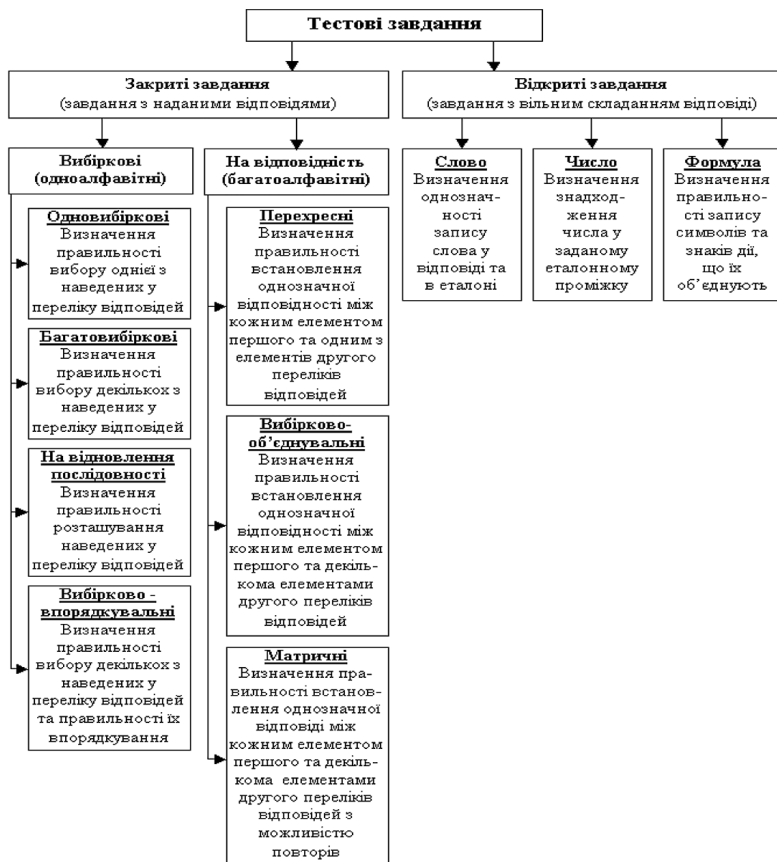 Тестові завдання
Закриті завдання
(завдання з наданими відповідями)
Відкриті завдання
(завдання з вільним складанням відповіді)
Вибіркові
(одноалфавітні)
На відповідність
(багатоалфавітні)
Слово
Визначення
однознач-
ності
запису
слова у
відповіді та
в еталоні
Число
Визначення
знадход-
ження
числа у
заданому
еталонному
проміжку
Формула
Визначення
правильно-
сті запису
символів та
знаків дії,
що їх
об’єднують
Одновибіркові
Визначення
правильності
вибору однієї з
наведених у
переліку відповідей
Багатовибіркові
Визначення
правильності
вибору декількох з
наведених у
переліку відповідей
На відновлення
послідовності
Визначення
правильності
розташування
наведених у
переліку відповідей
Вибірково -
впорядкувальні
Визначення
правильності
вибору декількох з
наведених у
переліку відповідей
та правильності їх
впорядкування
Перехресні
Визначення
правильності
встановлення
однозначної
відповідності між
кожним елементом
першого та одним з
елементів другого
переліків
відповідей
Вибірково-
об’єднувальні
Визначення
правильності
встановлення
однозначної
відповідності між
кожним елементом
першого та декіль-
кома елементами
другого переліків
відповідей
Матричні
Визначення пра-
вильності встанов-
лення однозначної
відповіді між
кожним елементом
першого та декіль-
кома елементами
другого переліків
відповідей з
можливістю
повторів